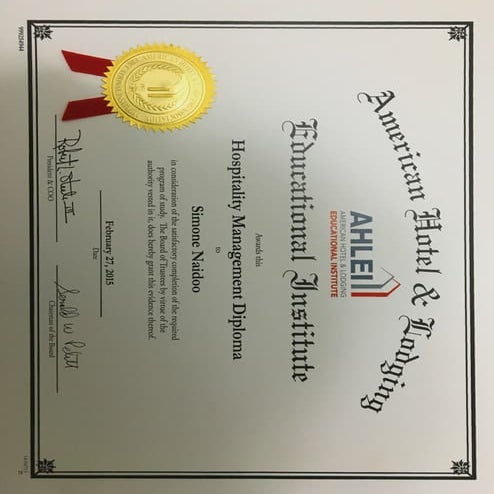 American Hotel & Lodging
AHLEI
AMERICAN HOTEL & LODGING
EDUCATIONAL INSTITUTE
Educational Institute
Awards this
Hospitality Management Diploma
to
Simone Naidoo
in consideration of the satisfactory completion of the required
program of study. The Board of Trustees by virtue of the
authority vested in it, does hereby grant this evidence thereof.
February 27, 2015
Date
President & COO
Chairman of the Board